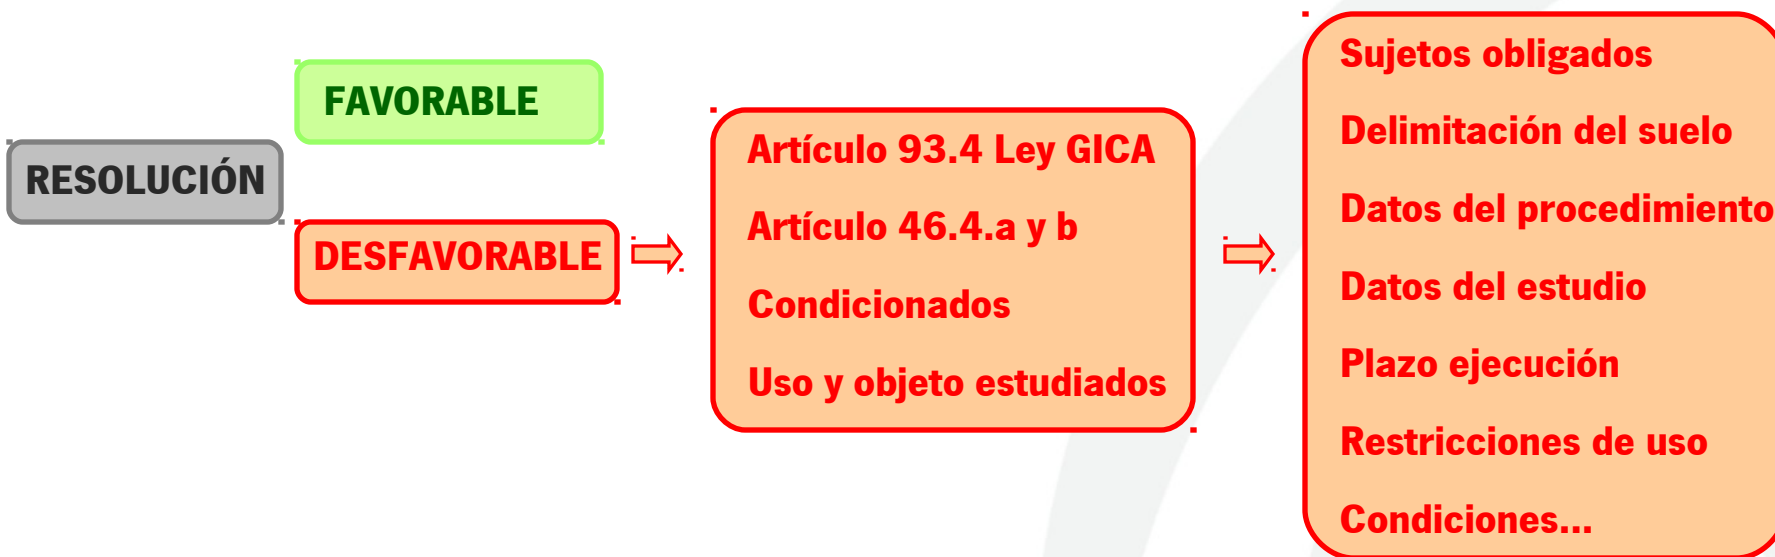 RESOLUCIÓN
FAVORABLE
DESFAVORABLE
Artículo 93.4 Ley GICA
Artículo 46.4.a y b
Condicionados
Uso y objeto estudiados
Sujetos obligados
Delimitación del suelo
Datos del procedimiento
Datos del estudio
Plazo ejecución
Restricciones de uso
Condiciones...